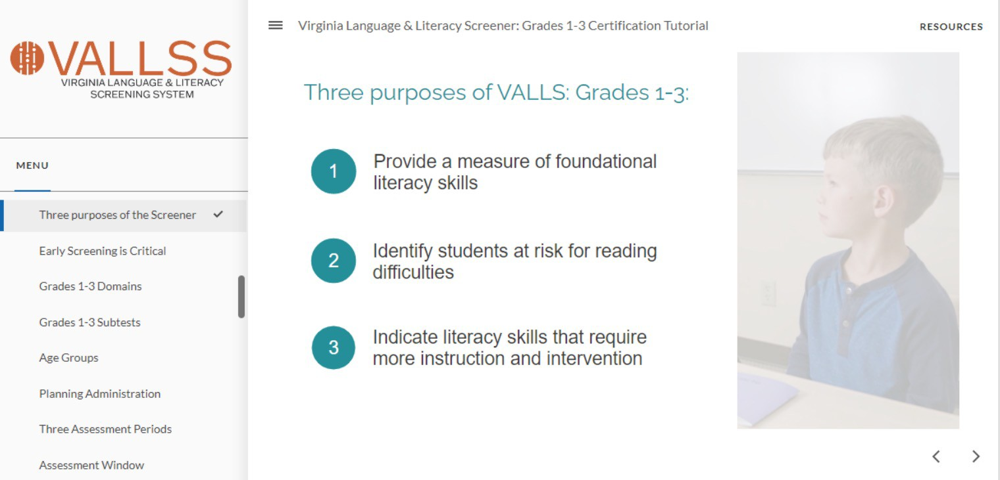 VALLSS
VIRGINIA LANGUAGE & LITERACY
SCREENING SYSTEM
MENU
Three purposes of the Screener
Early Screening is Critical
Grades 1-3 Domains
Grades 1-3 Subtests
Age Groups
Planning Administration
Three Assessment Periods
Assessment Window
Virginia Language & Literacy Screener: Grades 1-3 Certification Tutorial
RESOURCES
Three purposes of VALLS: Grades 1-3:
1
Provide a measure of foundational
literacy skills
2
Identify students at risk for reading
difficulties
3
Indicate literacy skills that require
more instruction and intervention